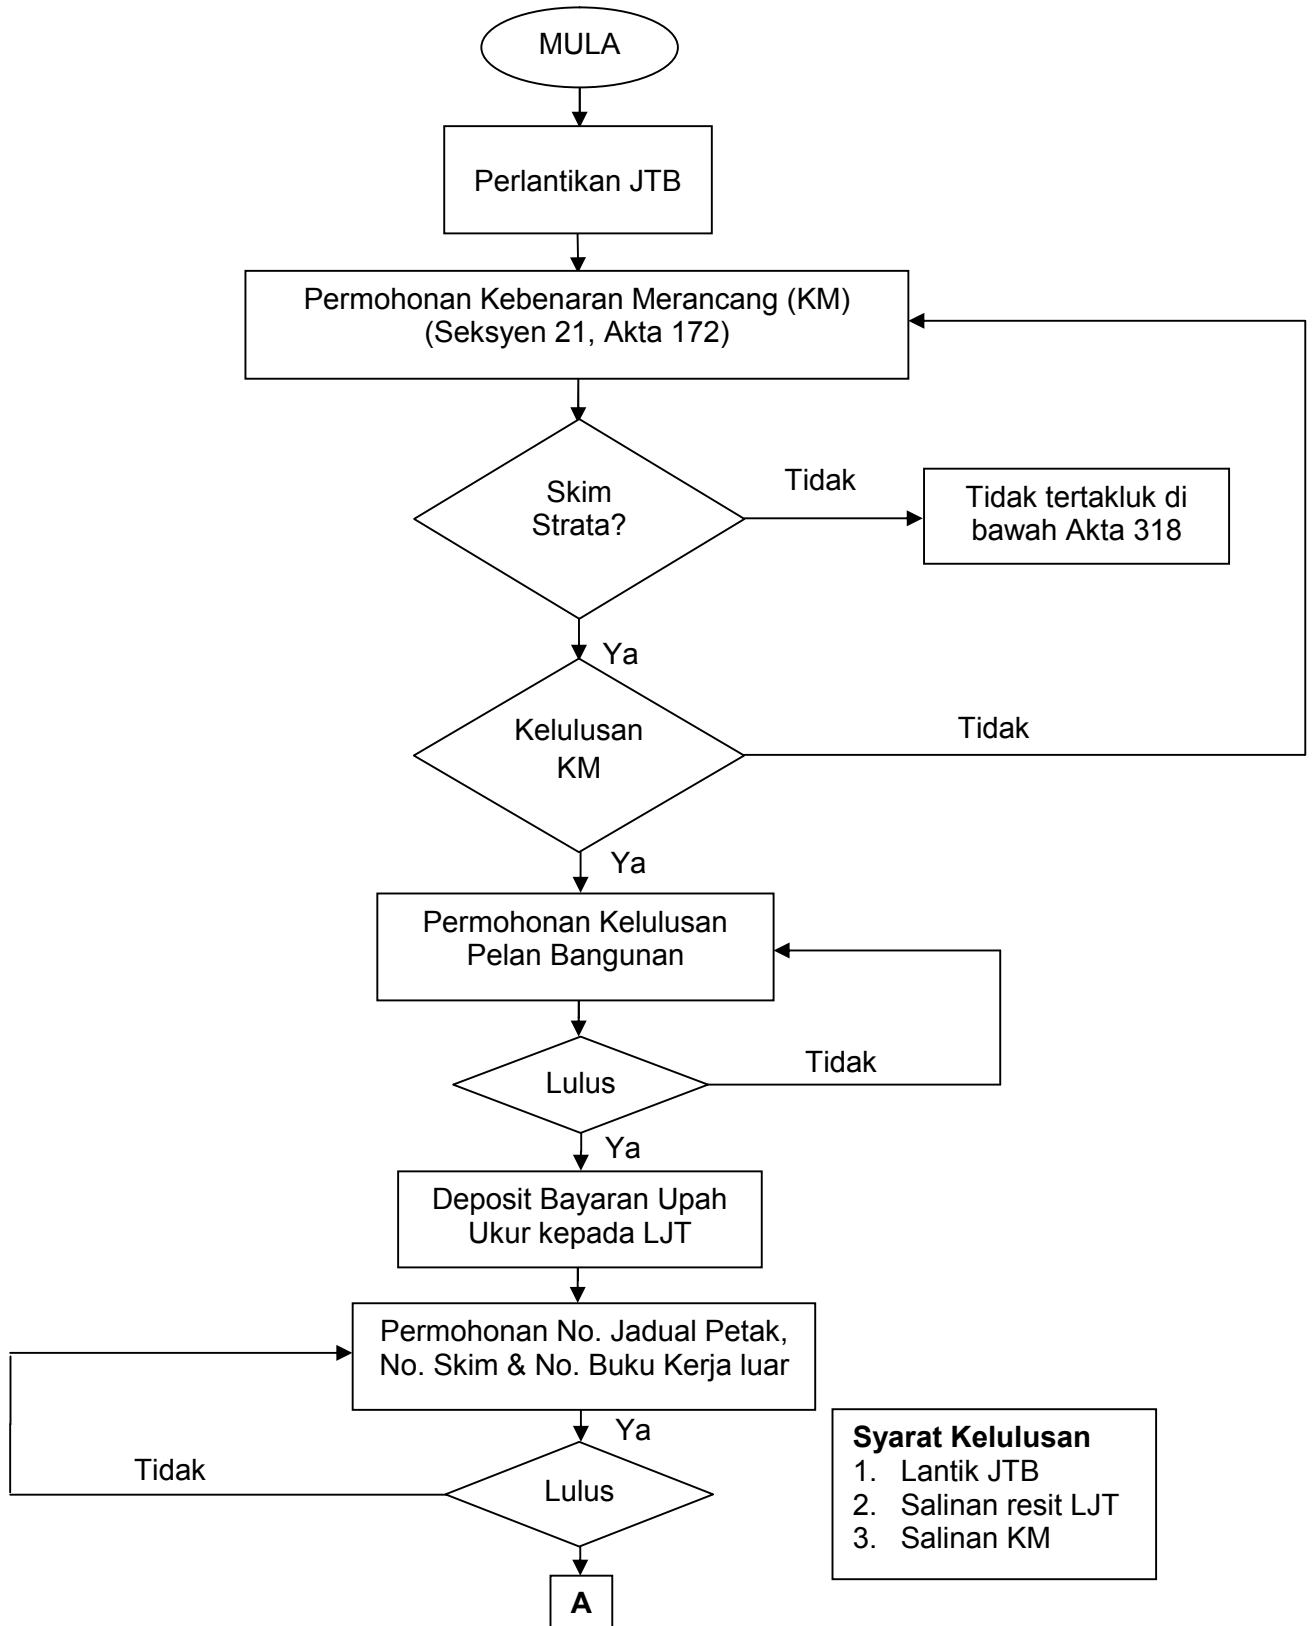 MULA
Perlantikan JTB
Permohonan Kebenaran Merancang (KM)
(Seksyen 21, Akta 172)
Skim
Strata?
Tidak
Tidak tertakluk di
bawah Akta 318
Ya
Kelulusan
KM
Tidak
Ya
Permohonan Kelulusan
Pelan Bangunan
Lulus
Tidak
Ya
Deposit Bayaran Upah
Ukur kepada LJT
Permohonan No. Jadual Petak,
No. Skim & No. Buku Kerja luar
Ya
Tidak
Lulus
Syarat Kelulusan
1. Lantik JTB
2. Salinan resit LJT
3. Salinan KM
A